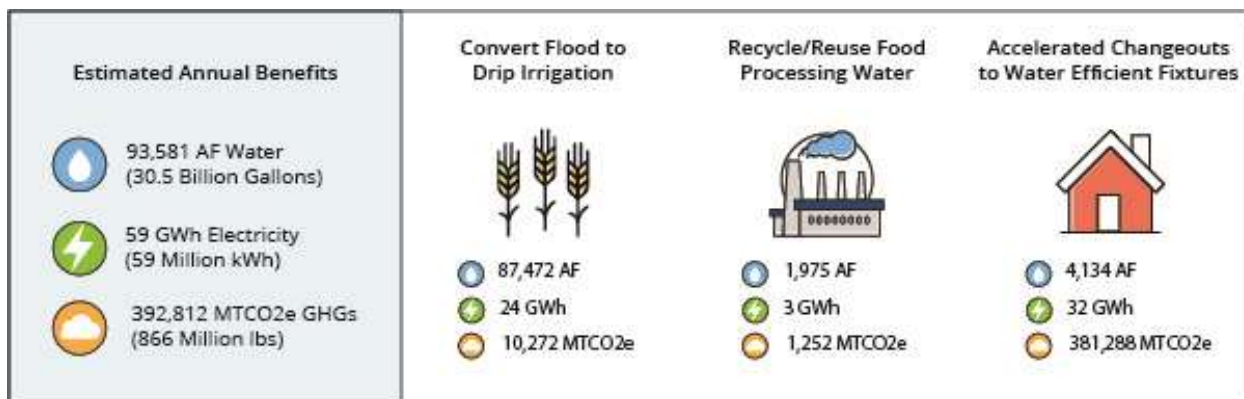 Estimated Annual Benefits
93,581 AF Water
(30.5 Billion Gallons)
59 GWh Electricity
(59 Million kWh)
392,812 MTCO2e GHGs
(866 Million lbs)
Convert Flood to
Drip Irrigation
87,472 AF
24 GWh
10,272 MTCO2e
Recycle/Reuse Food
Processing Water
1,975 AF
3 GWh
1,252 MTCO2e
Accelerated Changeouts
to Water Efficient Fixtures
4,134 AF
32 GWh
381,288 MTCO2e